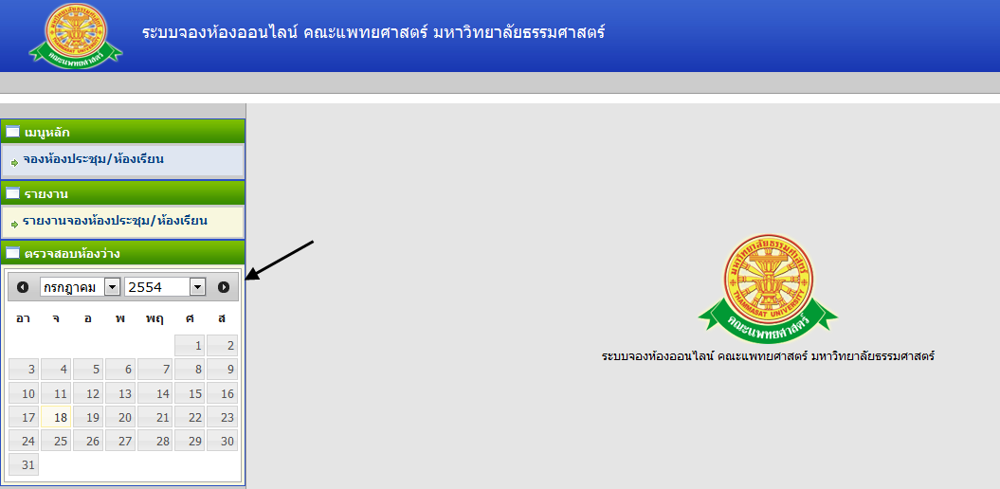 ระบบจองห้องออนไลน์ คณะแพทยศาสตร์ มหาวิทยาลัยธรรมศาสตร์
คณะแพทยศาสตร์
เมนูหลัก
จองห้องประชุม/ห้องเรียน
รายงาน
รายงานจองห้องประชุม/ห้องเรียน
ตรวจสอบห้องว่าง
กรกฎาคม 2554
อา จ อ พ พฤ ศ ส
1 2
3 4 5 6 7 8 9
10 11 12 13 14 15 16
17 18 19 20 21 22 23
24 25 26 27 28 29 30
31
มหาวิทยาลัยธรรมศาสตร์
THAMMASAT UNIVERSITY
คณะแพทยศาสตร์
ระบบจองห้องออนไลน์ คณะแพทยศาสตร์ มหาวิทยาลัยธรรมศาสตร์